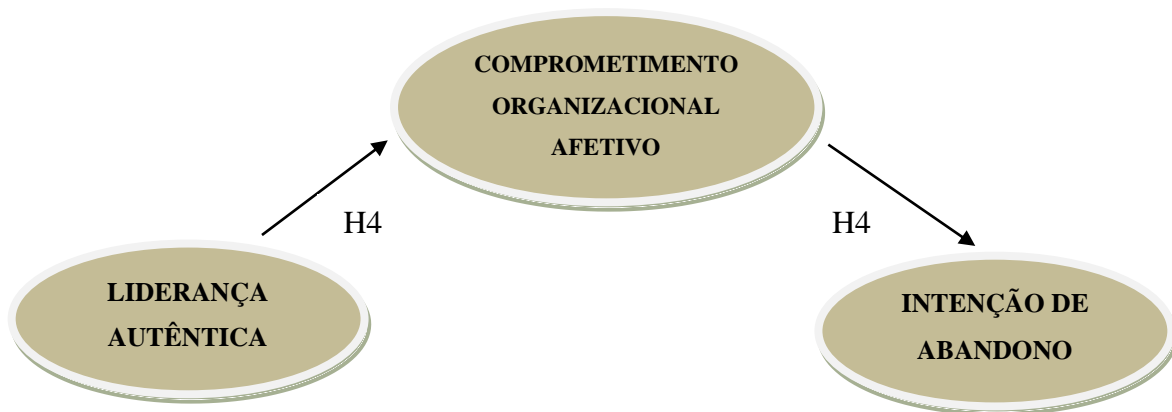 COMPROMETIMENTO
ORGANIZACIONAL
AFETIVO
H4
H4
LIDERANÇA
AUTÊNTICA
INTENÇÃO DE
ABANDONO